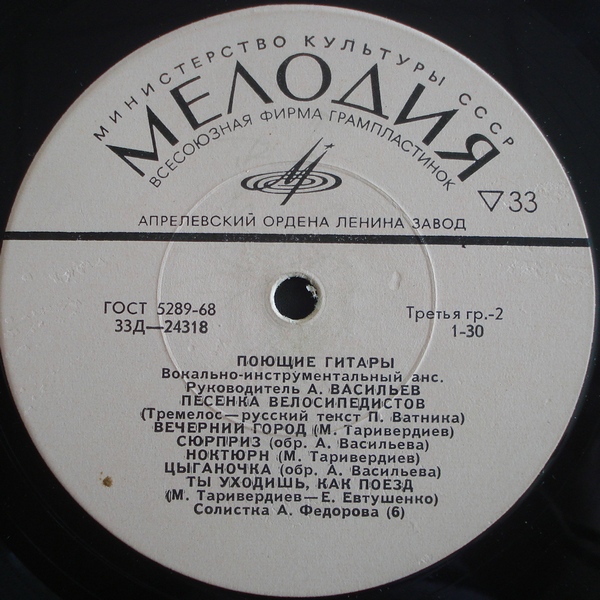 МИНИСТЕРСТВО КУЛЬТУРЫ СССР
МЕЛОДИЯ
ВСЕСОЮЗНАЯ ФИРМА ГРАМПЛАСТИНОК
33
АПРЕЛЕВСКИЙ ОРДЕНА ЛЕНИНА ЗАВОД
ГОСТ 5289-68
33Д—24318
Третья гр.-2
1-30
ПОЮЩИЕ ГИТАРЫ
Вокально-инструментальный анс.
Руководитель А. ВАСИЛЬЕВ
ПЕСЕНКА ВЕЛОСИПЕДИСТОВ
(Тремелос—русский текст П. Ватника)
ВЕЧЕРНИЙ ГОРОД (М. Таривердиев)
СЮРПРИЗ (обр. А. Васильева)
НОКТЮРН (М. Таривердиев)
ЦЫГАНОЧКА (обр. А. Васильева)
ТЫ УХОДИШЬ, КАК ПОЕЗД
(М. Таривердиев—Е. Евтушенко)
Солистка А. Федорова (6)